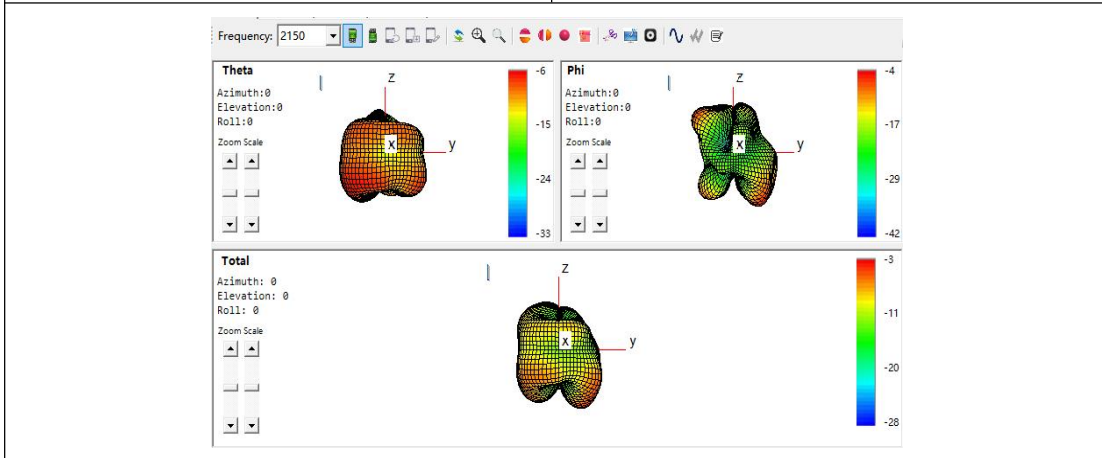 Frequency: 2150
Theta
Azimuth:0
Elevation:0
Roll:0
Zoom Scale
Z
X
y
-6
-15
-24
-33
Phi
Azimuth:0
Elevation:0
Roll:0
Zoom Scale
Z
X
y
-4
-17
-29
-42
Total
Azimuth: 0
Elevation: 0
Roll: 0
Zoom Scale
Z
X
y
-3
-11
-20
-28